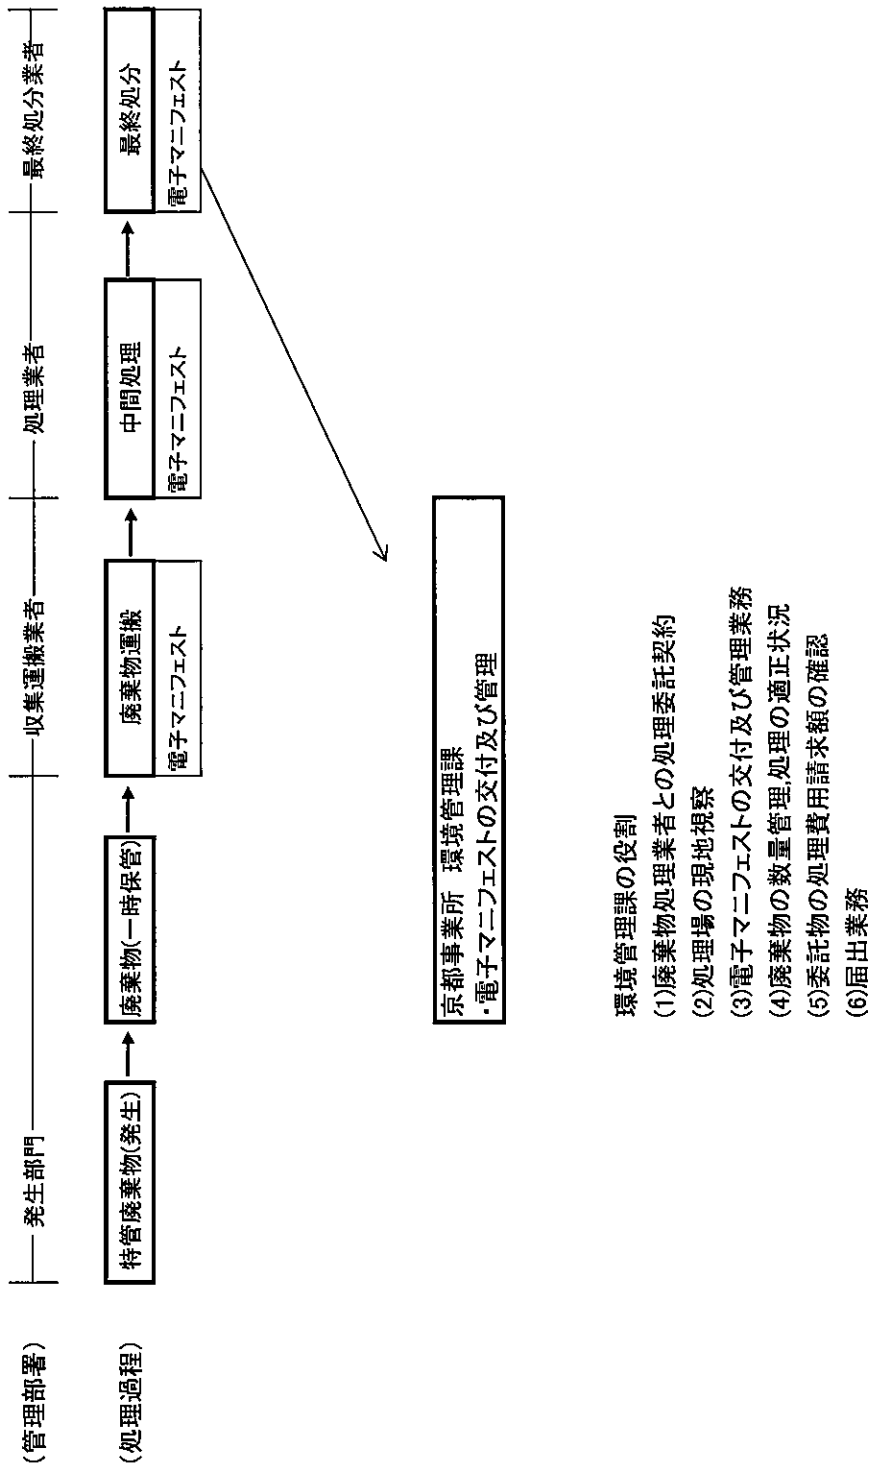 (管理部署)
発生部門
収集運搬業者
処理業者
最終処分業者
(処理過程)
特管廃棄物(発生)
廃棄物(一時保管)
廃棄物運搬
中間処理
最終処分
電子マニフェスト
電子マニフェスト
電子マニフェスト
京都事業所 環境管理課
・電子マニフェストの交付及び管理
環境管理課の役割
(1)廃棄物処理業者との処理委託契約
(2)処理場の現地視察
(3)電子マニフェストの交付及び管理業務
(4)廃棄物の数量管理,処理の適正状況
(5)委託物の処理費用請求額の確認
(6)届出業務